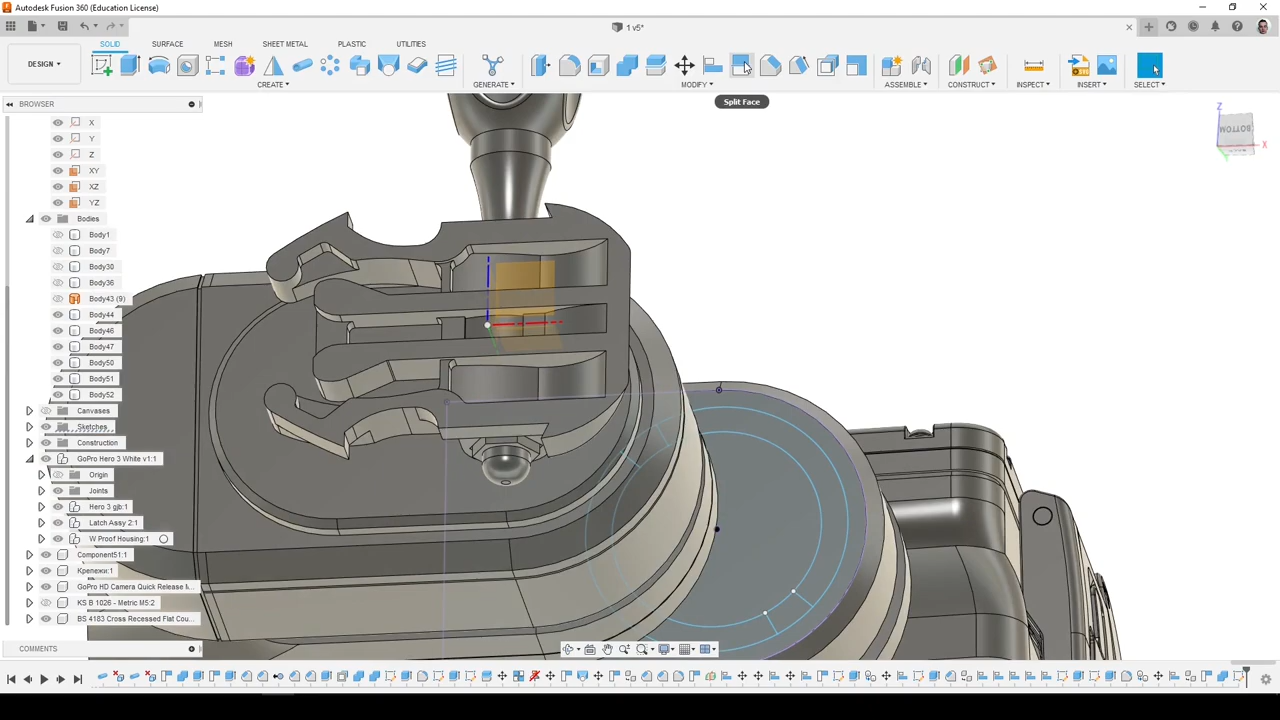 Autodesk Fusion 360 (Education License)
1 v5*
DESIGN
SOLID SURFACE MESH SHEET METAL PLASTIC UTILITIES
CREATE
GENERATE
MODIFY
ASSEMBLE
CONSTRUCT
INSPECT
INSERT
SELECT
Split Face
BROWSER
X
Y
Z
XY
XZ
YZ
Bodies
Body1
Body7
Body30
Body36
Body43 (9)
Body44
Body46
Body47
Body50
Body51
Body52
Canvases
Sketches
Construction
GoPro Hero 3 White v1:1
Origin
Joints
Hero 3 gjb:1
Latch Assy 2:1
W Proof Housing:1
Component51:1
Крепежи:1
GoPro HD Camera Quick Release M...
KS B 1026 - Metric M5:2
BS 4183 Cross Recessed Flat Cou...
COMMENTS
Z
BOTTOM
X